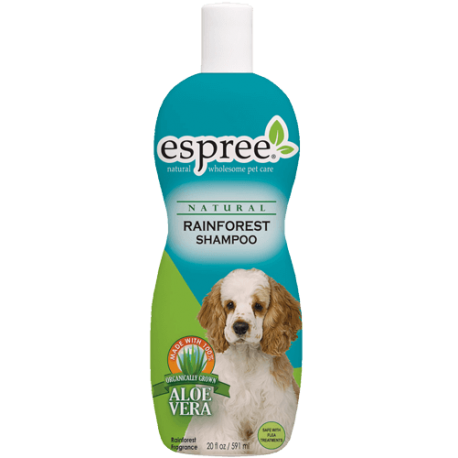 espree®
natural wholesome pet care
NATURAL
RAINFOREST
SHAMPOO
MADE WITH 100%
ORGANICALLY GROWN
ALOE
VERA
Rainforest
Fragrance
20 fl oz / 591 ml
SAFE WITH
FLEA
TREATMENTS